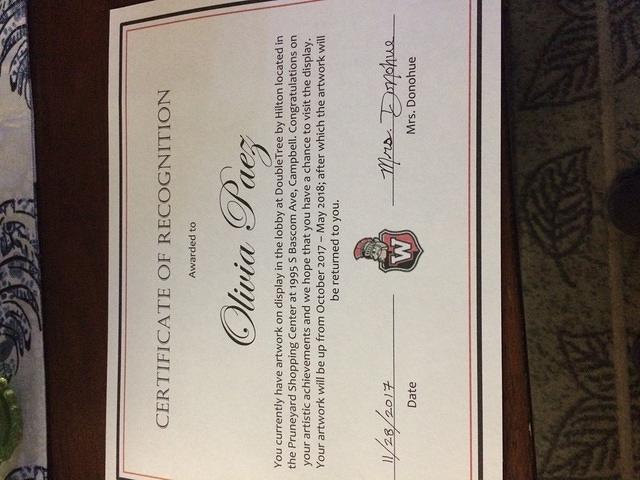 CERTIFICATE OF RECOGNITION
Awarded to
Olivia Paez
You currently have artwork on display in the lobby at DoubleTree by Hilton located in
the Pruneyard Shopping Center at 1995 S Bascom Ave, Campbell. Congratulations on
your artistic achievements and we hope that you have a chance to visit the display.
Your artwork will be up from October 2017 – May 2018; after which the artwork will
be returned to you.
11/28/2017
Date
W
Mrs. Donohue
Mrs. Donohue